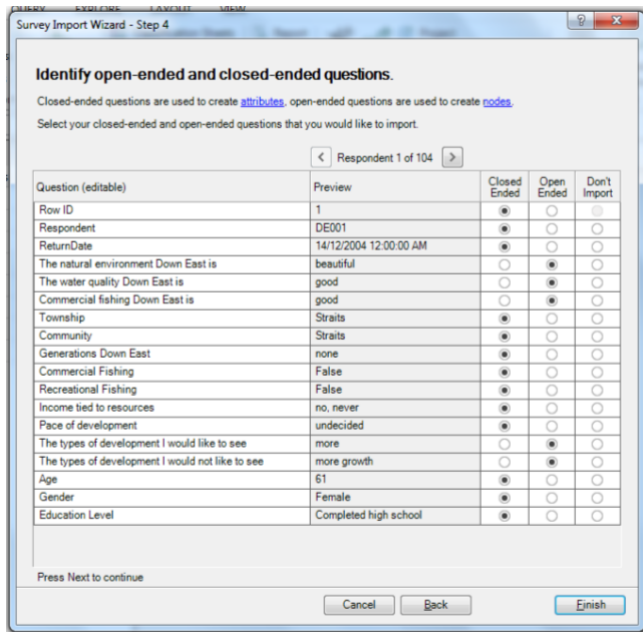 QUERY EXPLORE LAYOUT VIEW
Survey Import Wizard - Step 4
Identify open-ended and closed-ended questions.
Closed-ended questions are used to create attributes, open-ended questions are used to create nodes.
Select your closed-ended and open-ended questions that you would like to import.
< Respondent 1 of 104 >
Question (editable) Preview Closed Ended Open Ended Don't Import
Row ID 1
Respondent DE001
ReturnDate 14/12/2004 12:00:00 AM
The natural environment Down East is beautiful
The water quality Down East is good
Commercial fishing Down East is good
Township Straits
Community Straits
Generations Down East none
Commercial Fishing False
Recreational Fishing False
Income tied to resources no, never
Pace of development undecided
The types of development I would like to see more
The types of development I would not like to see more growth
Age 61
Gender Female
Education Level Completed high school
Press Next to continue
Cancel Back Finish